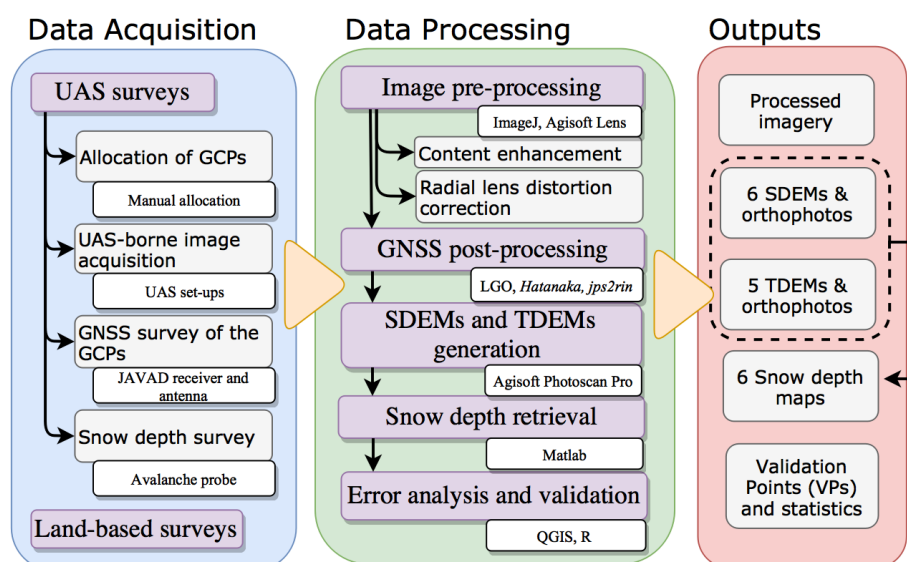 Data Acquisition
UAS surveys
Allocation of GCPs
Manual allocation
UAS-borne image
acquisition
UAS set-ups
GNSS survey of the
GCPs
JAVAD receiver and
antenna
Snow depth survey
Avalanche probe
Land-based surveys
Data Processing
Image pre-processing
ImageJ, Agisoft Lens
Content enhancement
Radial lens distortion
correction
GNSS post-processing
LGO, Hatanaka, jps2rin
SDEMs and TDEMs
generation
Agisoft Photoscan Pro
Snow depth retrieval
Matlab
Error analysis and validation
QGIS, R
Outputs
Processed
imagery
6 SDEMs &
orthophotos
5 TDEMs &
orthophotos
6 Snow depth
maps
Validation
Points (VPs)
and statistics